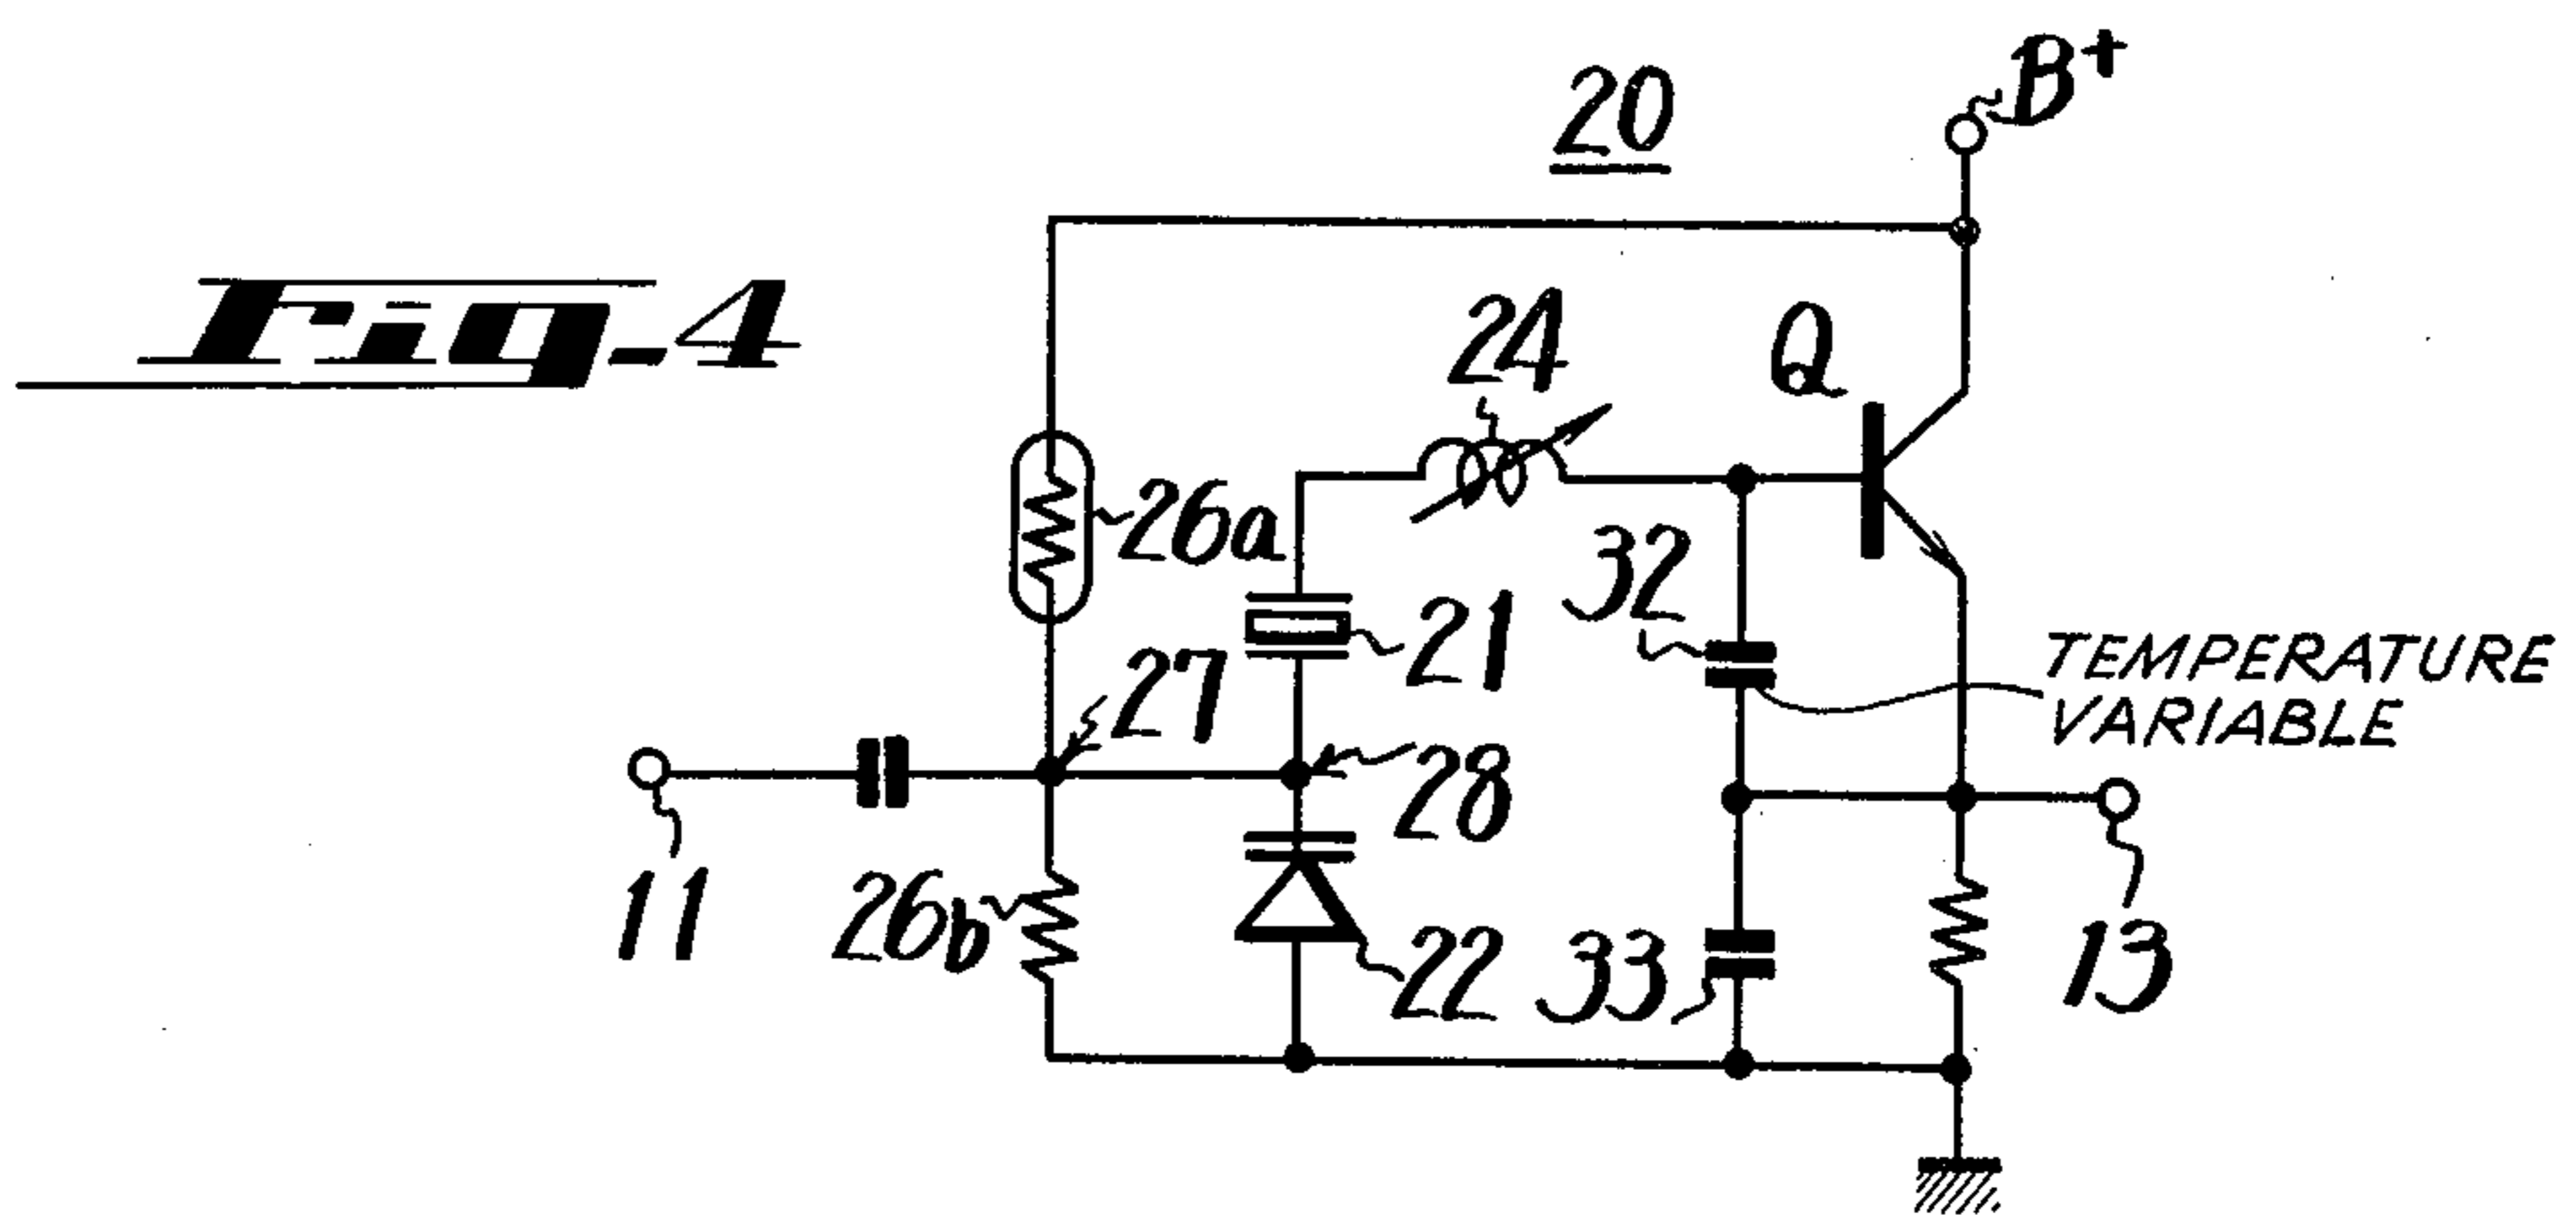 B+
20
Fig-4
24
Q
26a
32
21
27
TEMPERATURE
VARIABLE
28
11
26b
22
33
13